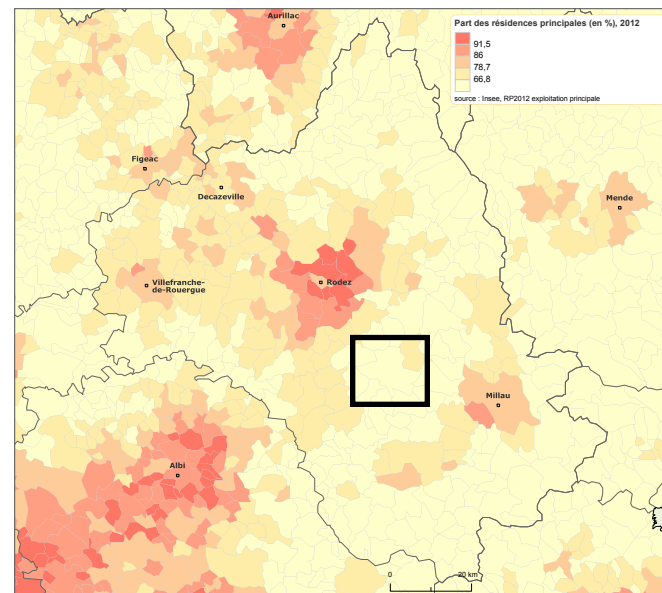 Aurillac
Part des résidences principales (en %), 2012
91,5
86
78,7
66,8
source : Insee, RP2012 exploitation principale
Figeac
Decazeville
Mende
Villefranche-
de-Rouergue
Rodez
Millau
Albi
0
20 km